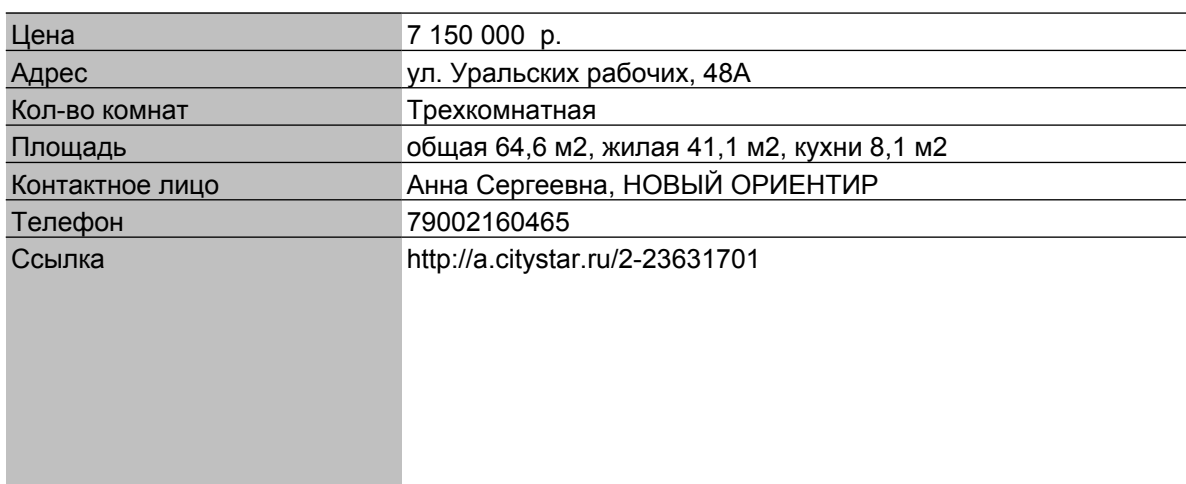 Цена 7 150 000 р.
Адрес ул. Уральских рабочих, 48А
Кол-во комнат Трехкомнатная
Площадь общая 64,6 м2, жилая 41,1 м2, кухни 8,1 м2
Контактное лицо Анна Сергеевна, НОВЫЙ ОРИЕНТИР
Телефон 79002160465
Ссылка http://a.citystar.ru/2-23631701